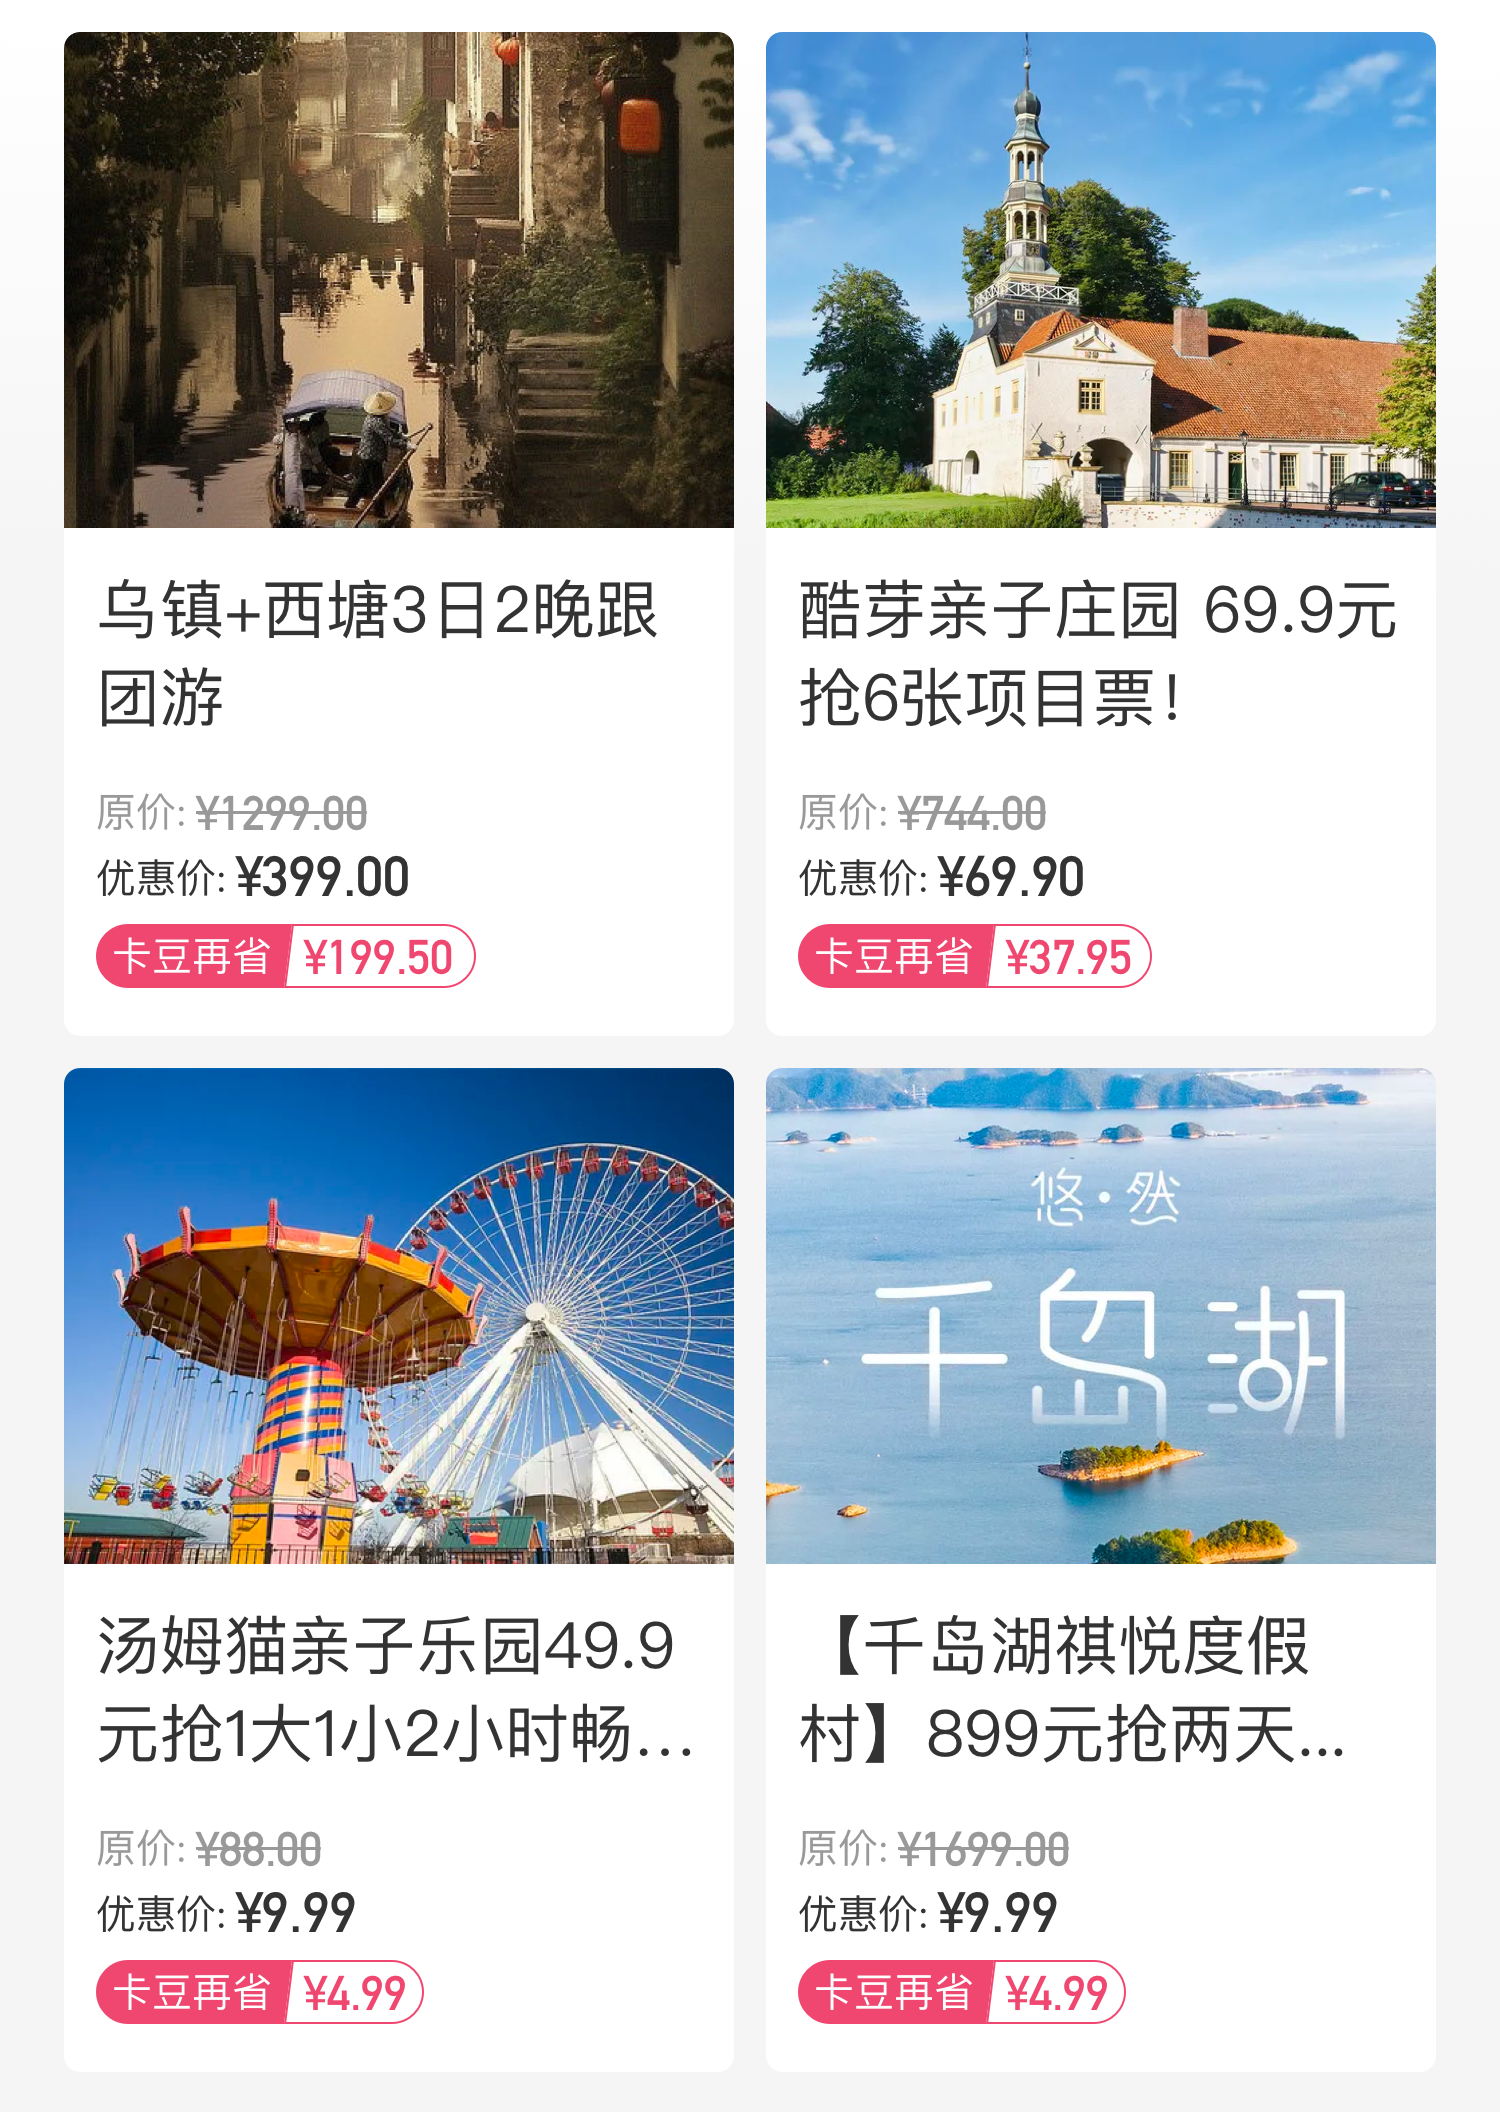 乌镇+西塘3日2晚跟
团游
原价: ¥1299.00
优惠价: ¥399.00
卡豆再省 ¥199.50
酷芽亲子庄园 69.9元
抢6张项目票!
原价: ¥744.00
优惠价: ¥69.90
卡豆再省 ¥37.95
汤姆猫亲子乐园49.9
元抢1大1小2小时畅...
原价: ¥88.00
优惠价: ¥9.99
卡豆再省 ¥4.99
悠·然
千岛湖
【千岛湖祺悦度假
村】899元抢两天...
原价: ¥1699.00
优惠价: ¥9.99
卡豆再省 ¥4.99